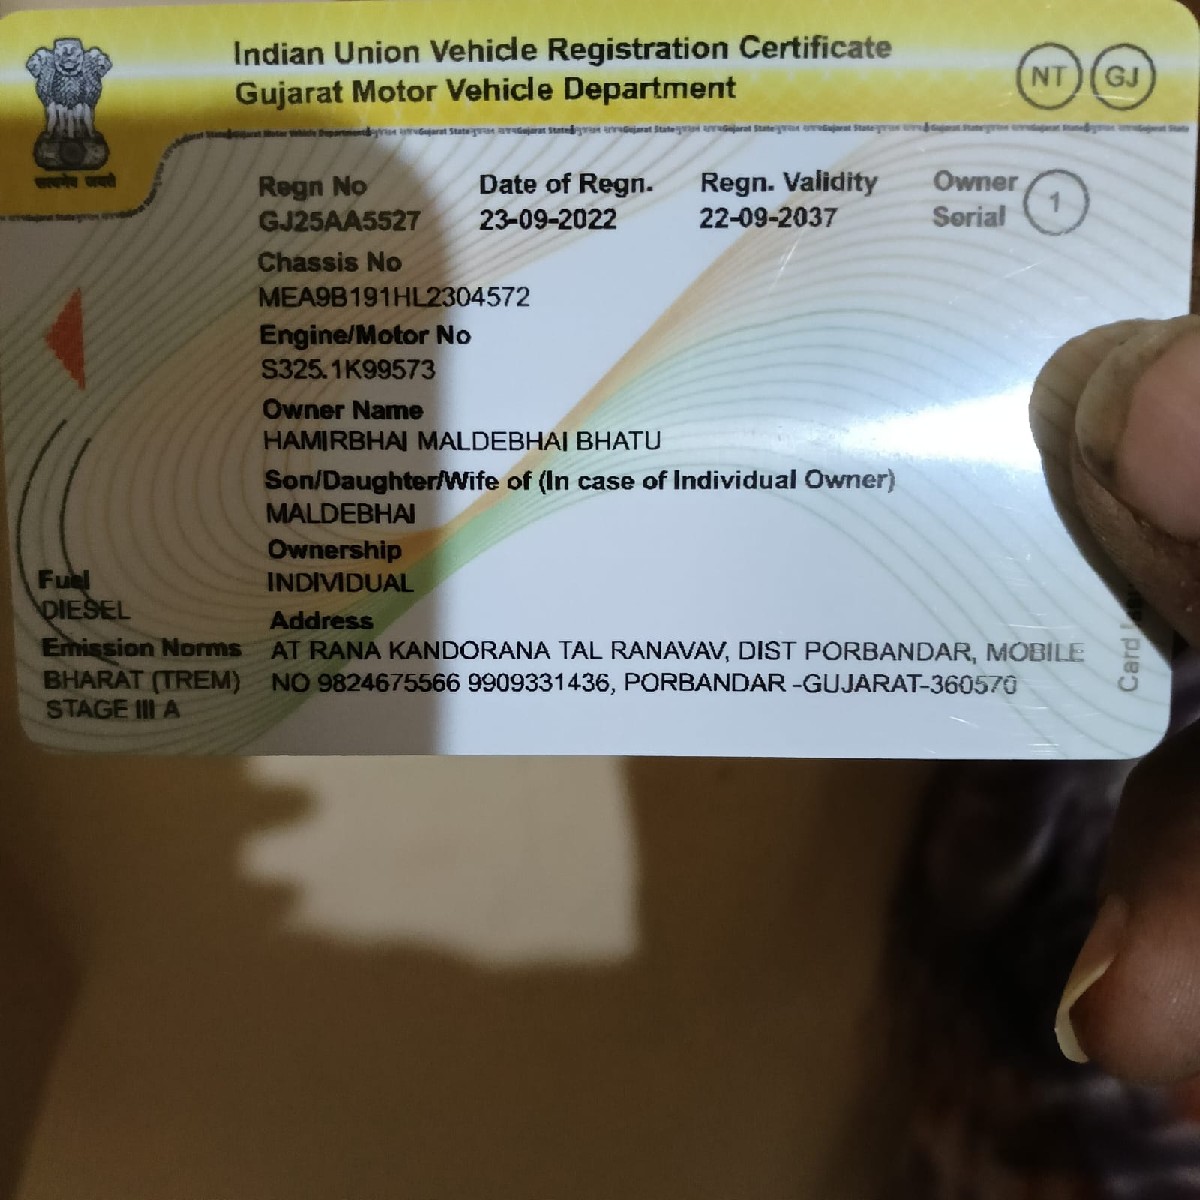 Indian Union Vehicle Registration Certificate
Gujarat Motor Vehicle Department
NT GJ
सत्यमेव जयते
Regn No Date of Regn. Regn. Validity Owner Serial 1
GJ25AA5527 23-09-2022 22-09-2037
Chassis No
MEA9B191HL2304572
Engine/Motor No
S325.1K99573
Owner Name
HAMIRBHAI MALDEBHAI BHATU
Son/Daughter/Wife of (In case of Individual Owner)
MALDEBHAI
Ownership
INDIVIDUAL
Fuel
DIESEL
Address
AT RANA KANDORANA TAL RANAVAV, DIST PORBANDAR, MOBILE
NO 9824675566 9909331436, PORBANDAR -GUJARAT-360570
Emission Norms
BHARAT (TREM)
STAGE III A
Card